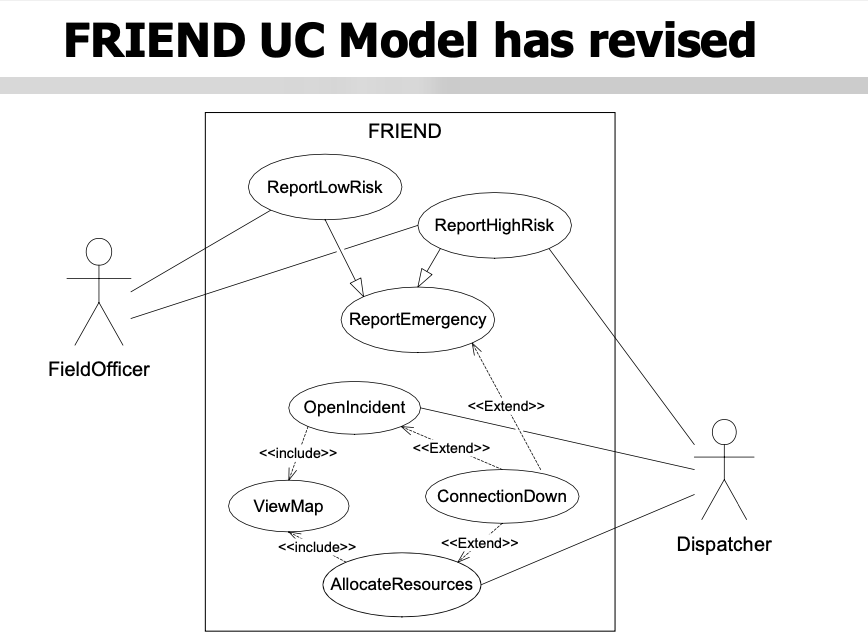 FRIEND UC Model has revised
FRIEND
ReportLowRisk
ReportHighRisk
ReportEmergency
FieldOfficer
OpenIncident
<<Extend>>
<<include>>
<<Extend>>
ViewMap
ConnectionDown
<<include>>
<<Extend>>
Dispatcher
AllocateResources